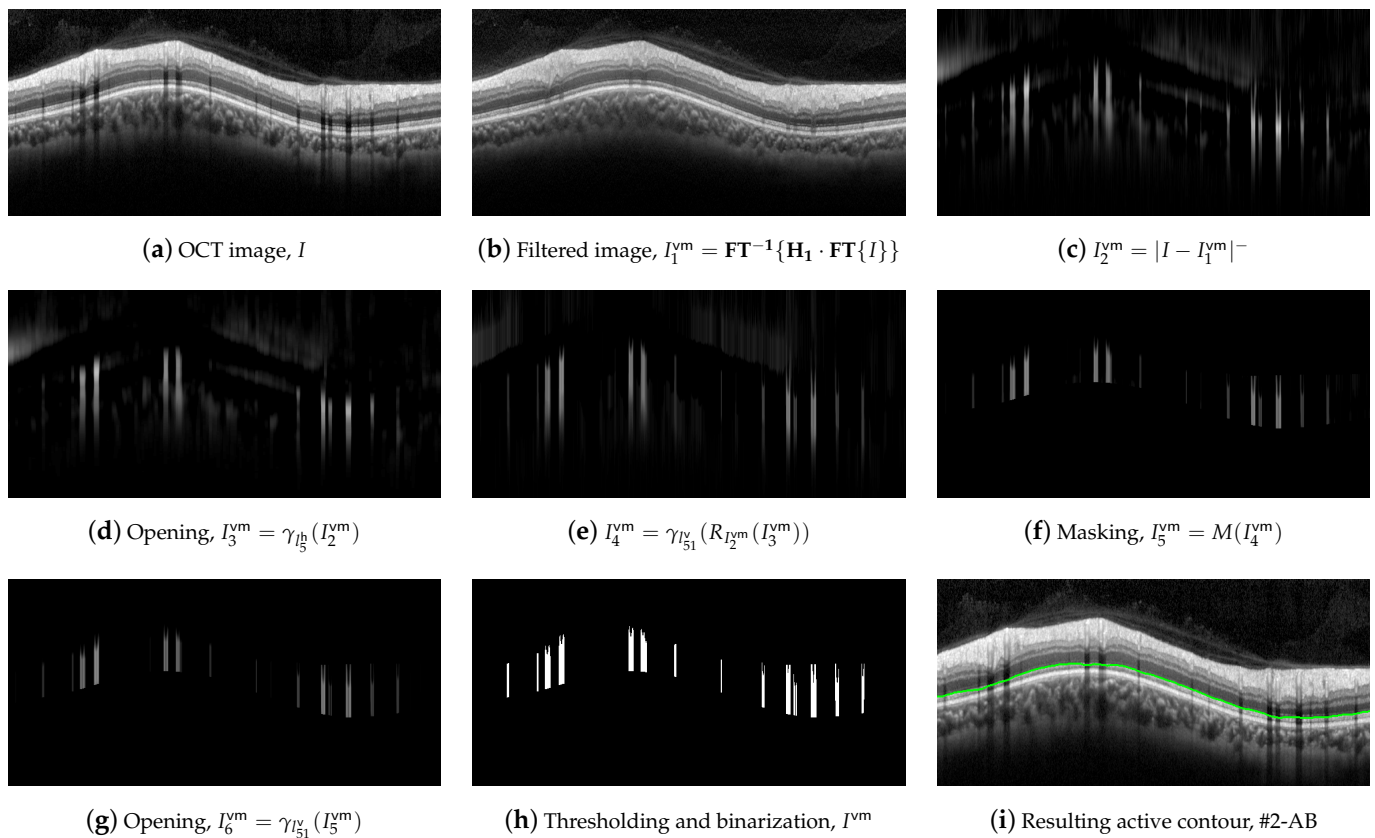 (a) OCT image, I
(b) Filtered image, I₁ᵛᵐ = FT⁻¹{H₁ · FT{I}}
(c) I₂ᵛᵐ = |I − I₁ᵛᵐ|⁻
(d) Opening, I₃ᵛᵐ = γ_{l₅ʰ}(I₂ᵛᵐ)
(e) I₄ᵛᵐ = γ_{l₅₁ᵛ}(R_{I₂ᵛᵐ}(I₃ᵛᵐ))
(f) Masking, I₅ᵛᵐ = M(I₄ᵛᵐ)
(g) Opening, I₆ᵛᵐ = γ_{l₅₁ᵛ}(I₅ᵛᵐ)
(h) Thresholding and binarization, Iᵛᵐ
(i) Resulting active contour, #2-AB